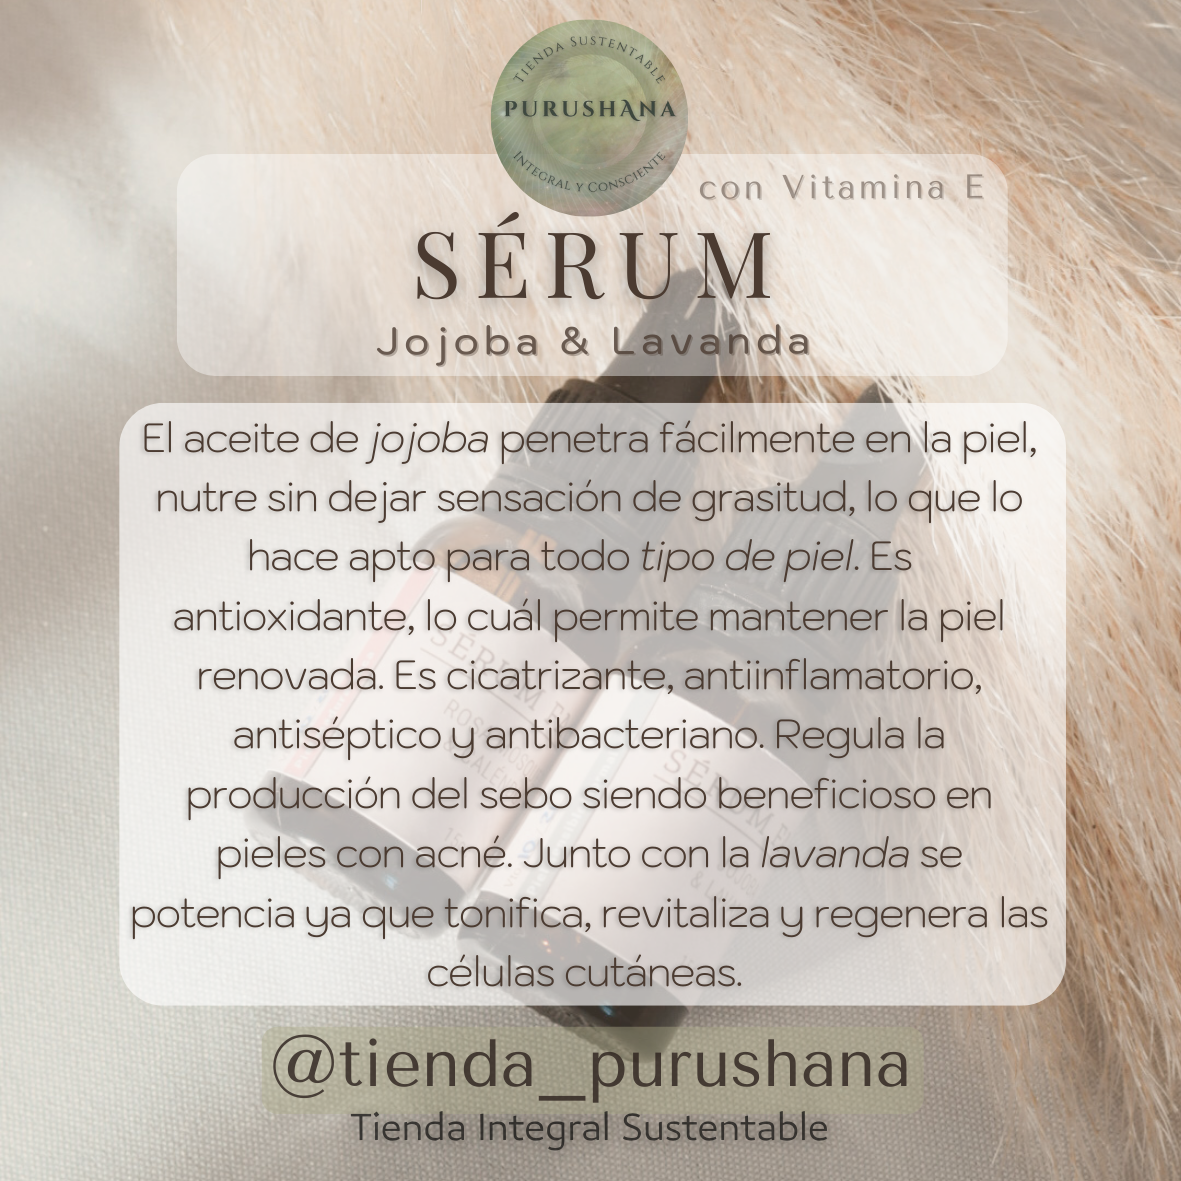 TIENDA SUSTENTABLE
PURUSHANA
INTEGRAL Y CONSCIENTE
con Vitamina E
SÉRUM
Jojoba & Lavanda
El aceite de jojoba penetra fácilmente en la piel,
nutre sin dejar sensación de grasitud, lo que lo
hace apto para todo tipo de piel. Es
antioxidante, lo cuál permite mantener la piel
renovada. Es cicatrizante, antiinflamatorio,
antiséptico y antibacteriano. Regula la
producción del sebo siendo beneficioso en
pieles con acné. Junto con la lavanda se
potencia ya que tonifica, revitaliza y regenera las
células cutáneas.
SÉRUM
SÉRUM
@tienda_purushana
Tienda Integral Sustentable